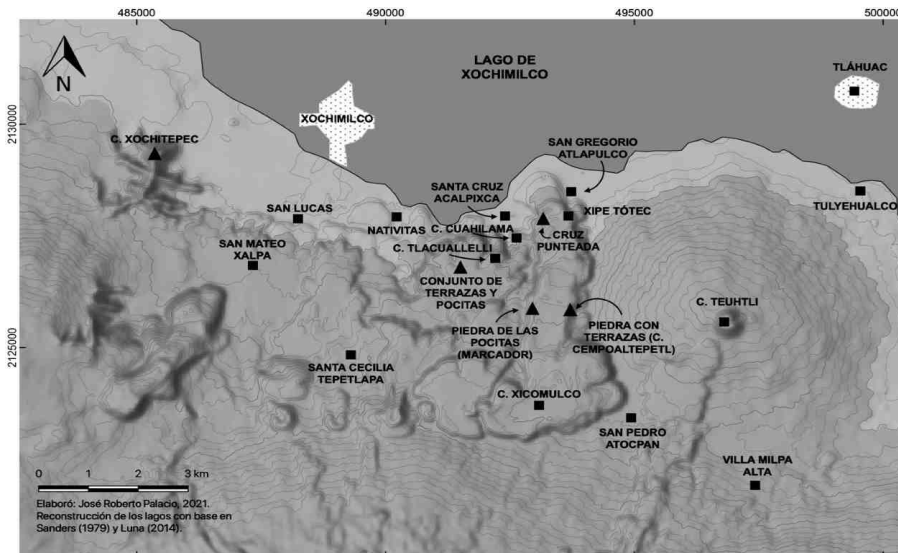 485000
490000
495000
500000
LAGO DE
XOCHIMILCO
TLÁHUAC
2130000
XOCHIMILCO
C. XOCHITEPEC
SAN GREGORIO
ATLAPULCO
SANTA CRUZ
ACALPIXCA
SAN LUCAS
NATIVITAS
C. CUAHILAMA
XIPE TÓTEC
CRUZ
PUNTEADA
TULYEHUALCO
SAN MATEO
XALPA
C. TLACUALLELLI
CONJUNTO DE
TERRAZAS Y
POCITAS
C. TEUHTLI
PIEDRA DE LAS
POCITAS
(MARCADOR)
PIEDRA CON
TERRAZAS (C.
CEMPOALTEPETL)
2125000
SANTA CECILIA
TEPETLAPA
C. XICOMULCO
SAN PEDRO
ATOCPAN
VILLA MILPA
ALTA
N
0 1 2 3 km
Elaboró: José Roberto Palacio, 2021.
Reconstrucción de los lagos con base en
Sanders (1979) y Luna (2014).